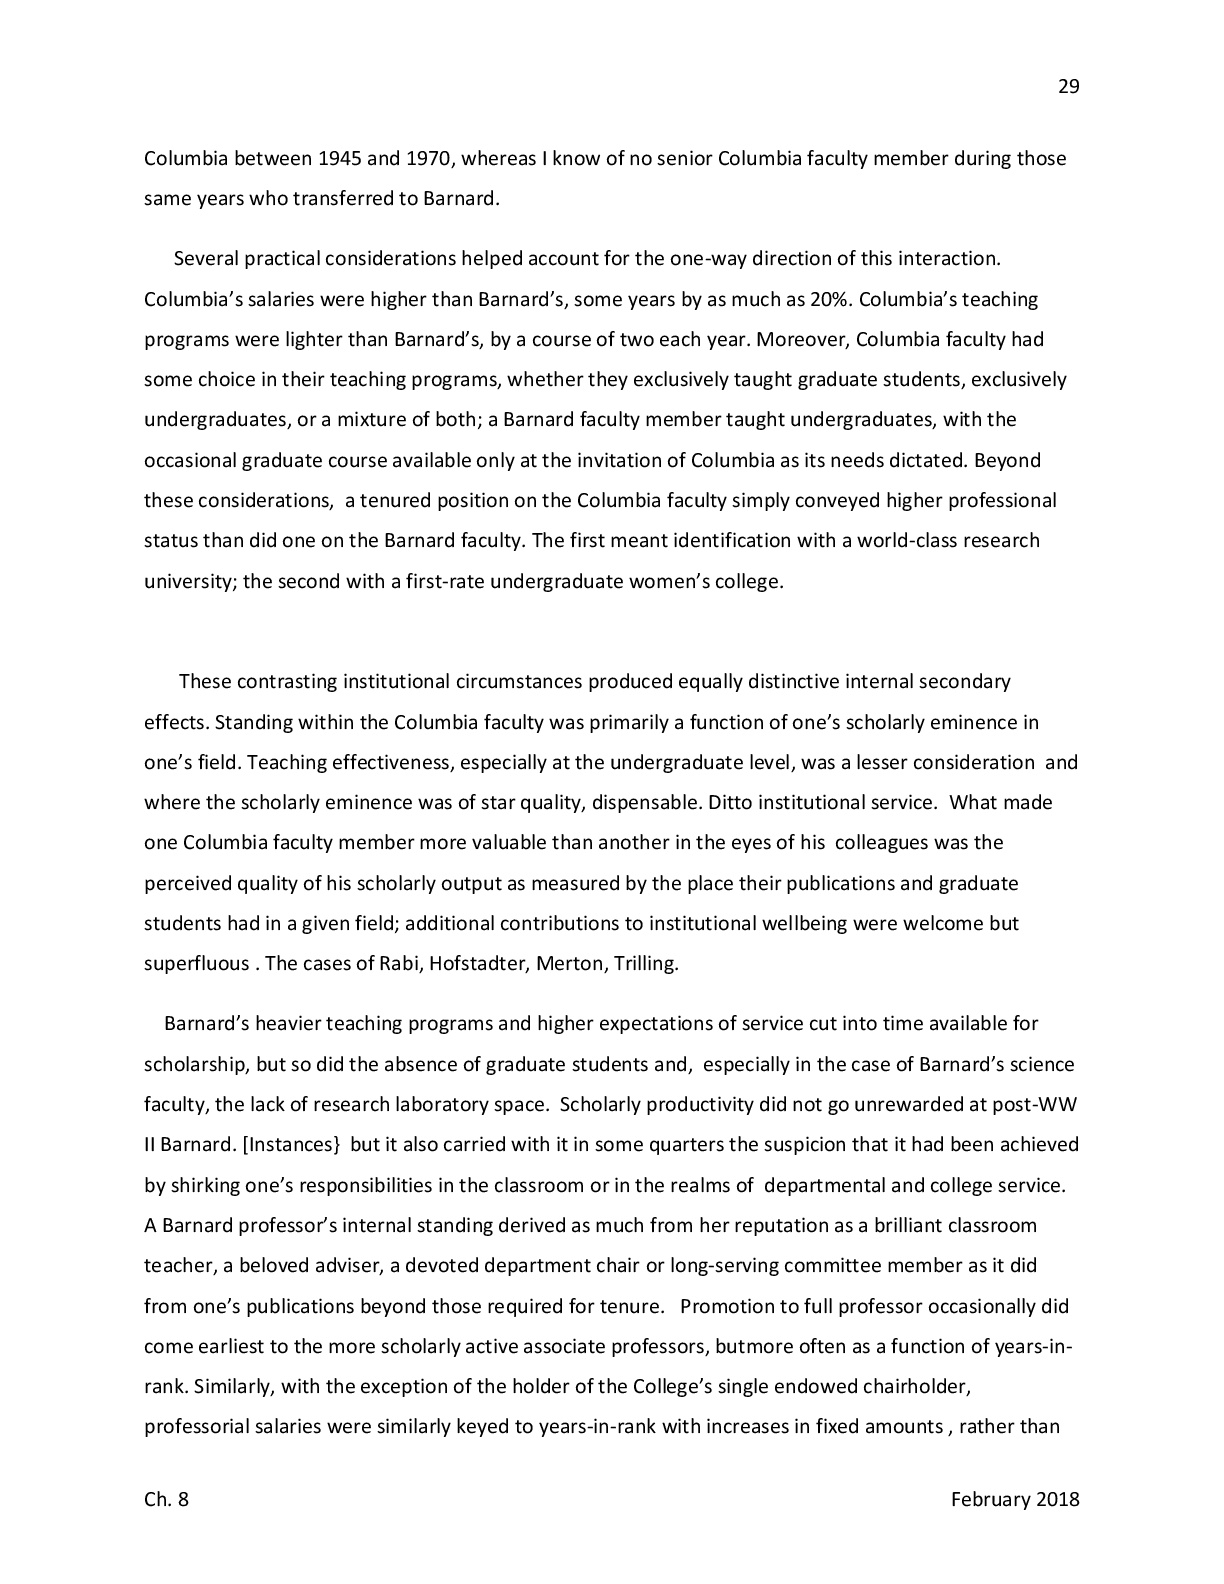 29
Columbia between 1945 and 1970, whereas I know of no senior Columbia faculty member during those
same years who transferred to Barnard.
Several practical considerations helped account for the one-way direction of this interaction.
Columbia’s salaries were higher than Barnard’s, some years by as much as 20%. Columbia’s teaching
programs were lighter than Barnard’s, by a course of two each year. Moreover, Columbia faculty had
some choice in their teaching programs, whether they exclusively taught graduate students, exclusively
undergraduates, or a mixture of both; a Barnard faculty member taught undergraduates, with the
occasional graduate course available only at the invitation of Columbia as its needs dictated. Beyond
these considerations,  a tenured position on the Columbia faculty simply conveyed higher professional
status than did one on the Barnard faculty. The first meant identification with a world-class research
university; the second with a first-rate undergraduate women’s college.
These contrasting institutional circumstances produced equally distinctive internal secondary
effects. Standing within the Columbia faculty was primarily a function of one’s scholarly eminence in
one’s field. Teaching effectiveness, especially at the undergraduate level, was a lesser consideration  and
where the scholarly eminence was of star quality, dispensable. Ditto institutional service.  What made
one Columbia faculty member more valuable than another in the eyes of his  colleagues was the
perceived quality of his scholarly output as measured by the place their publications and graduate
students had in a given field; additional contributions to institutional wellbeing were welcome but
superfluous . The cases of Rabi, Hofstadter, Merton, Trilling.
Barnard’s heavier teaching programs and higher expectations of service cut into time available for
scholarship, but so did the absence of graduate students and,  especially in the case of Barnard’s science
faculty, the lack of research laboratory space.  Scholarly productivity did not go unrewarded at post-WW
II Barnard. [Instances}  but it also carried with it in some quarters the suspicion that it had been achieved
by shirking one’s responsibilities in the classroom or in the realms of  departmental and college service.
A Barnard professor’s internal standing derived as much from her reputation as a brilliant classroom
teacher, a beloved adviser, a devoted department chair or long-serving committee member as it did
from one’s publications beyond those required for tenure.   Promotion to full professor occasionally did
come earliest to the more scholarly active associate professors, butmore often as a function of years-in-
rank. Similarly, with the exception of the holder of the College’s single endowed chairholder,
professorial salaries were similarly keyed to years-in-rank with increases in fixed amounts , rather than
Ch. 8
February 2018